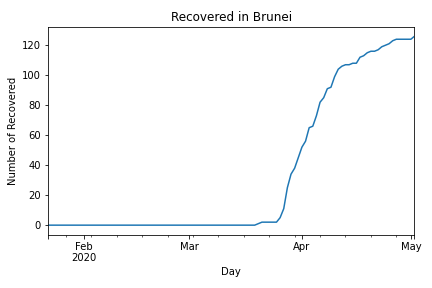 Recovered in Brunei
Number of Recovered
120
100
80
60
40
20
0
Feb
2020
Mar
Apr
May
Day